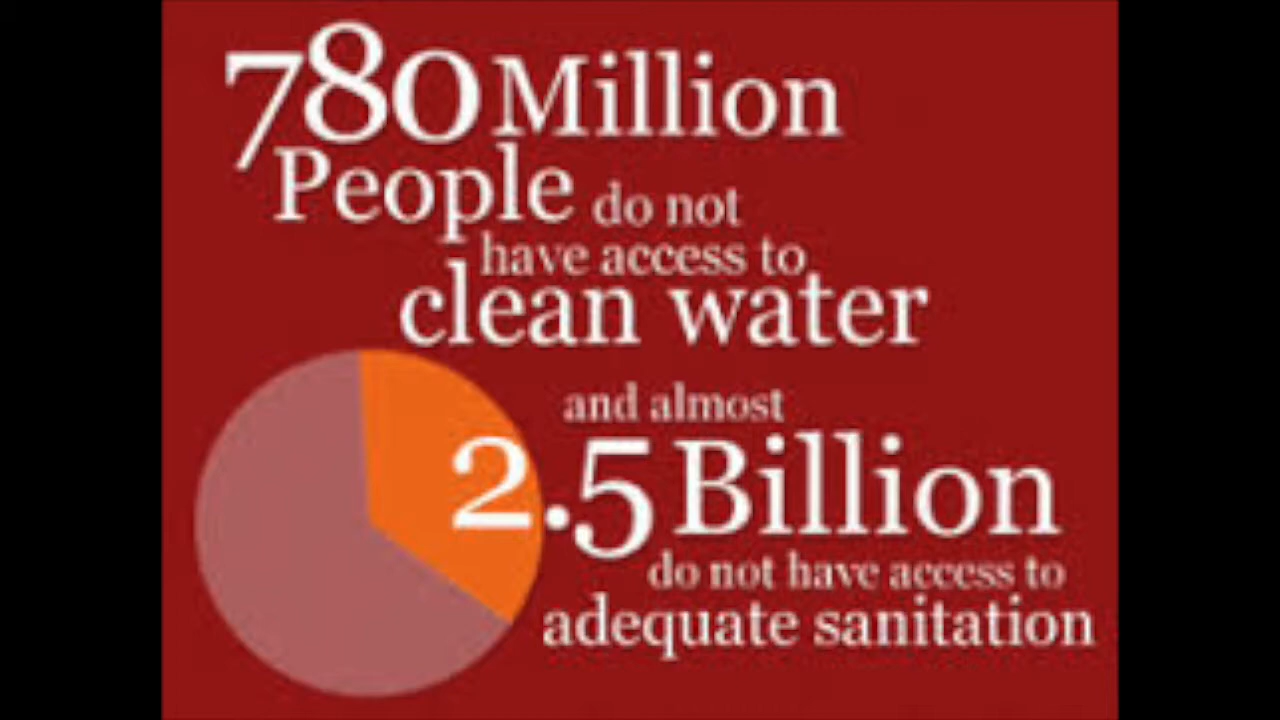 780 Million
People do not
have access to
clean water
and almost
2.5 Billion
do not have access to
adequate sanitation